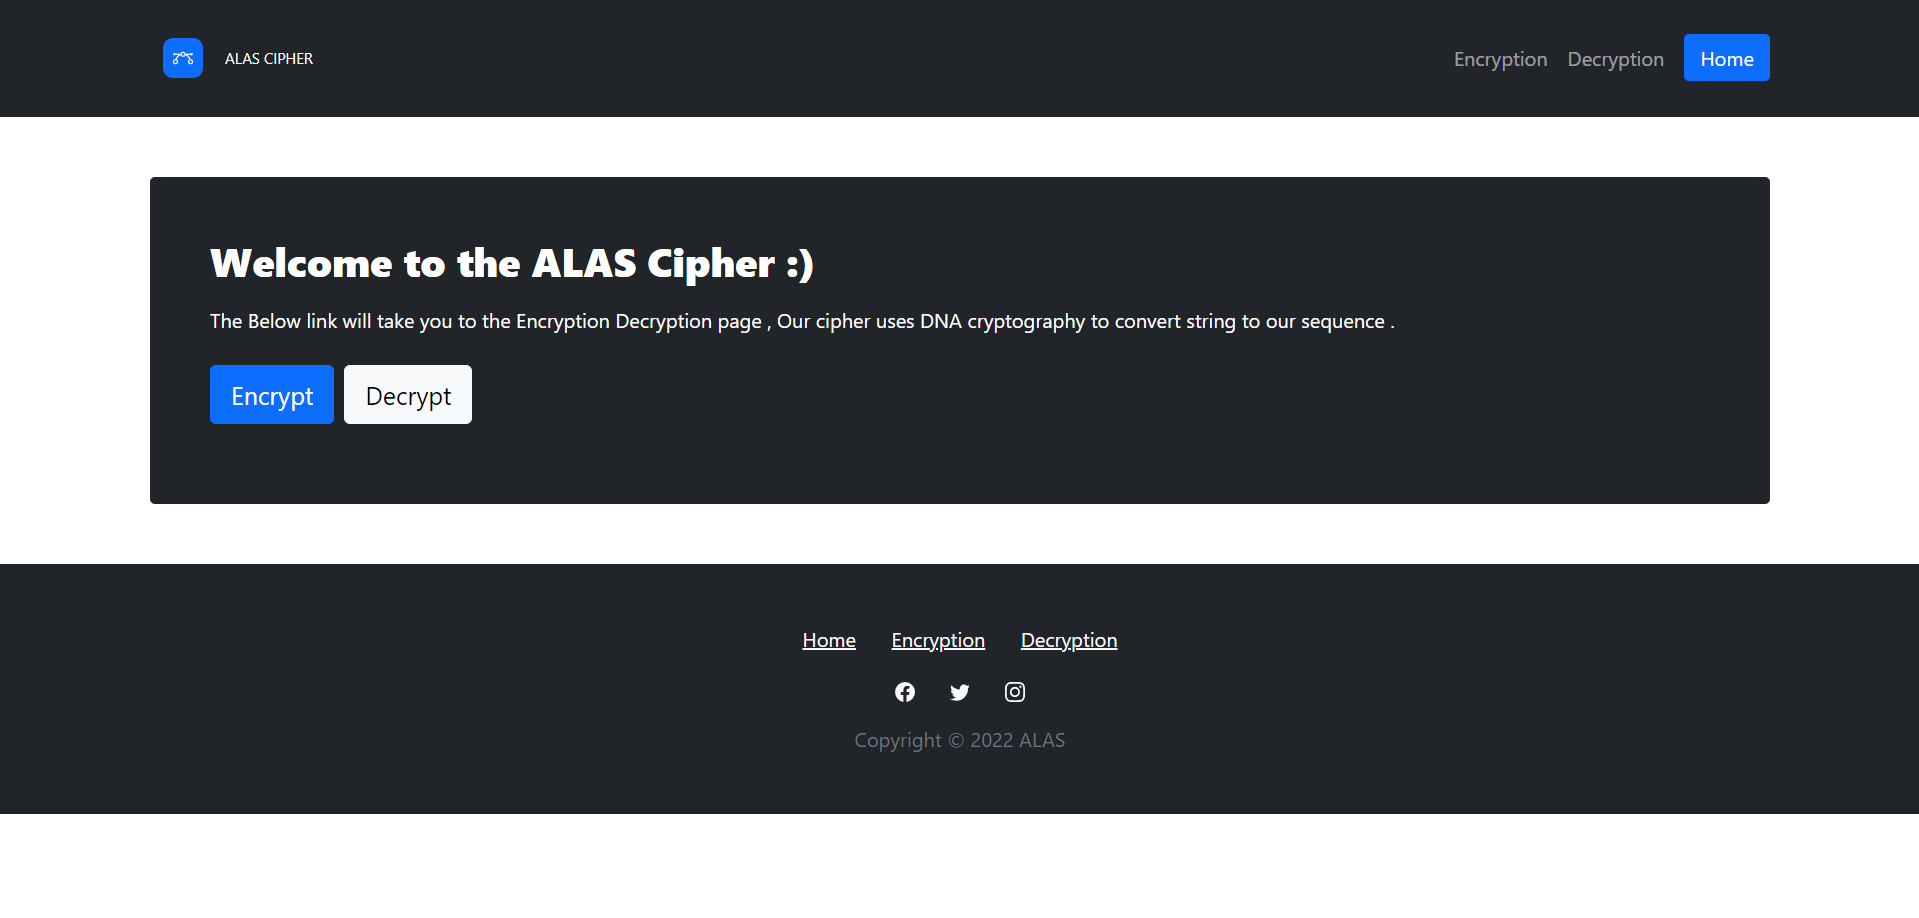 ALAS CIPHER
Encryption Decryption Home
Welcome to the ALAS Cipher :)
The Below link will take you to the Encryption Decryption page , Our cipher uses DNA cryptography to convert string to our sequence .
Encrypt Decrypt
Home Encryption Decryption
Copyright © 2022 ALAS